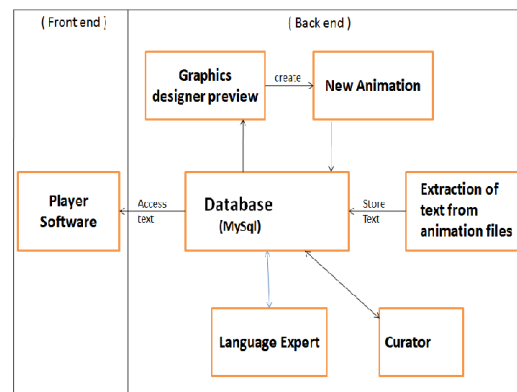 ( Front end )
( Back end )
Graphics
designer preview
create
New Animation
Player
Software
Access
text
Database
(MySql)
Store
Text
Extraction of
text from
animation files
Language Expert
Curator